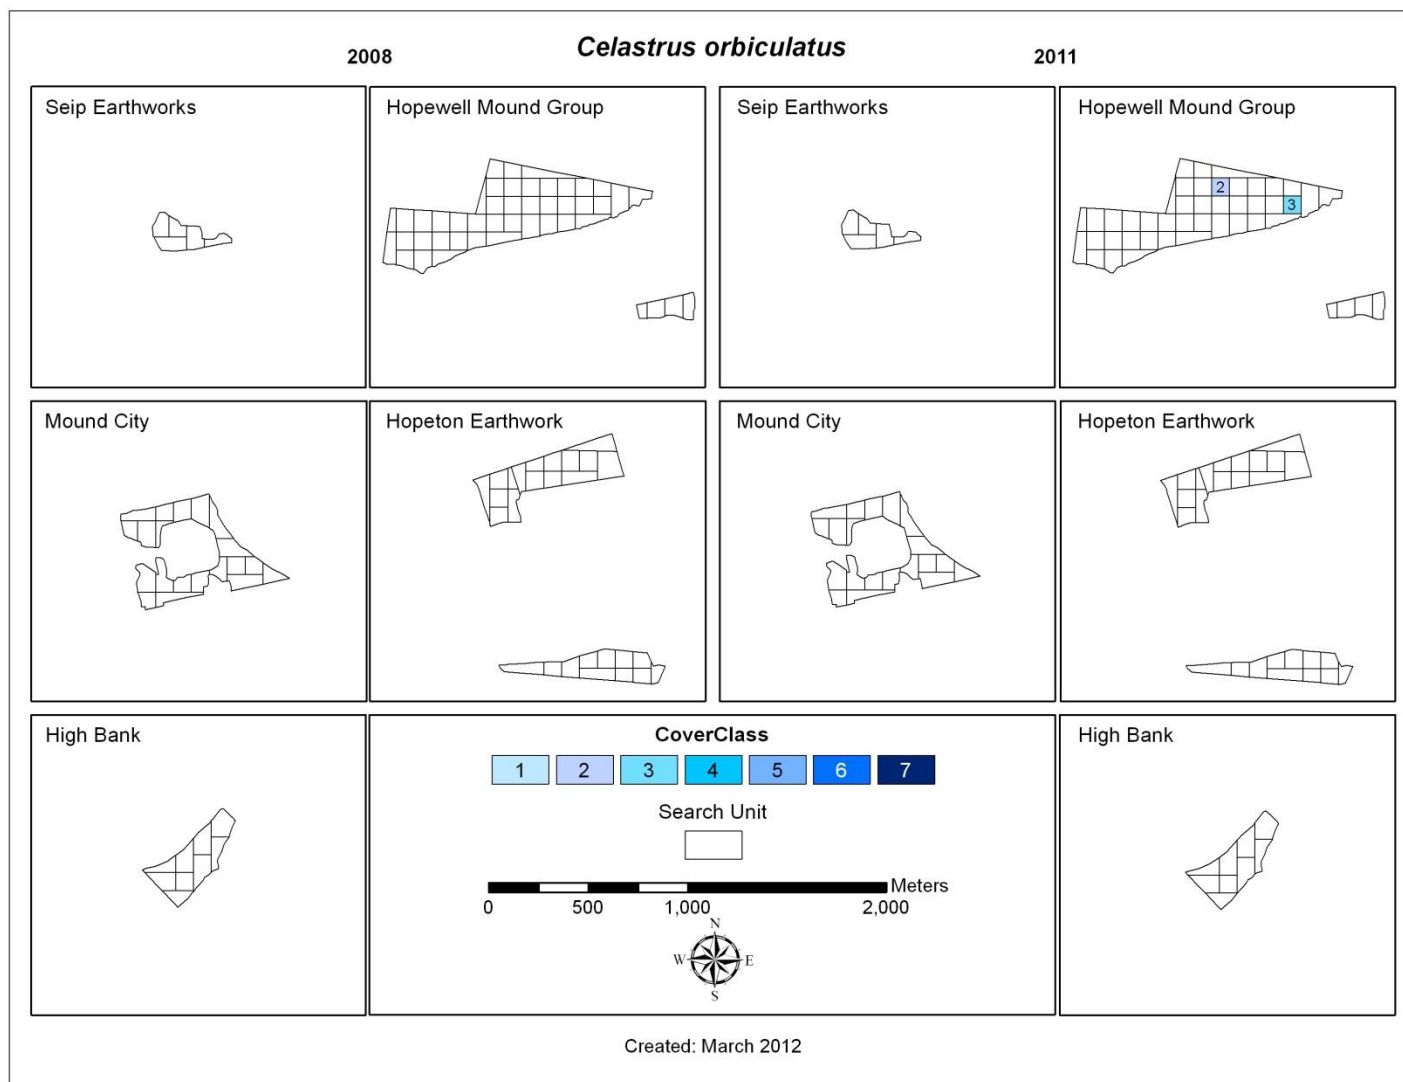 Celastrus orbiculatus
2008
2011
Seip Earthworks
Hopewell Mound Group
Seip Earthworks
Hopewell Mound Group
2
3
Mound City
Hopeton Earthwork
Mound City
Hopeton Earthwork
High Bank
CoverClass
1 2 3 4 5 6 7
Search Unit
Meters
0 500 1,000 2,000
N
W E
S
High Bank
Created: March 2012